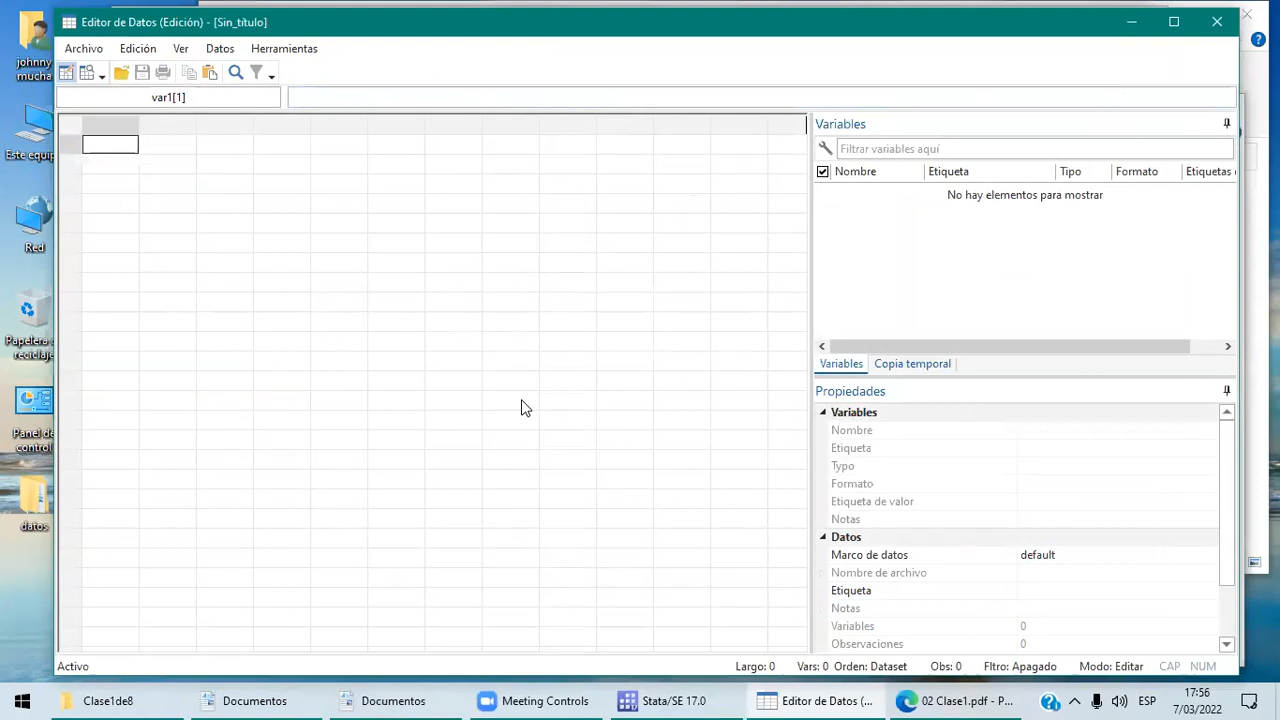 Editor de Datos (Edición) - [Sin_título]
Archivo Edición Ver Datos Herramientas
var1[1]
Variables
Filtrar variables aquí
Nombre Etiqueta Tipo Formato Etiquetas
No hay elementos para mostrar
Variables Copia temporal
Propiedades
Variables
Nombre
Etiqueta
Typo
Formato
Etiqueta de valor
Notas
Datos
Marco de datos default
Nombre de archivo
Etiqueta
Notas
Variables 0
Observaciones 0
Activo Largo: 0 Vars: 0 Orden: Dataset Obs: 0 Fltro: Apagado Modo: Editar CAP NUM
johnny
mucha
Este equip
Red
Papelera
reciclaje
Panel de
control
datos
Clase1de8 Documentos Documentos Meeting Controls Stata/SE 17.0 Editor de Datos (... 02 Clase1.pdf - P... ESP 17:56
7/03/2022